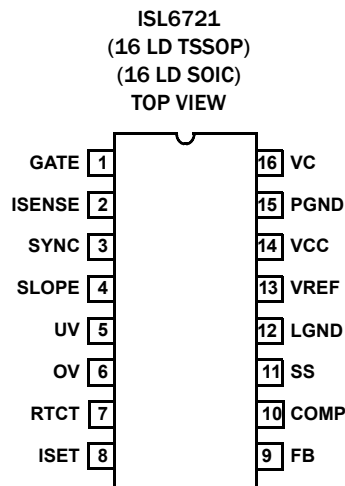 ISL6721
(16 LD TSSOP)
(16 LD SOIC)
TOP VIEW
GATE 1 16 VC
ISENSE 2 15 PGND
SYNC 3 14 VCC
SLOPE 4 13 VREF
UV 5 12 LGND
OV 6 11 SS
RTCT 7 10 COMP
ISET 8 9 FB